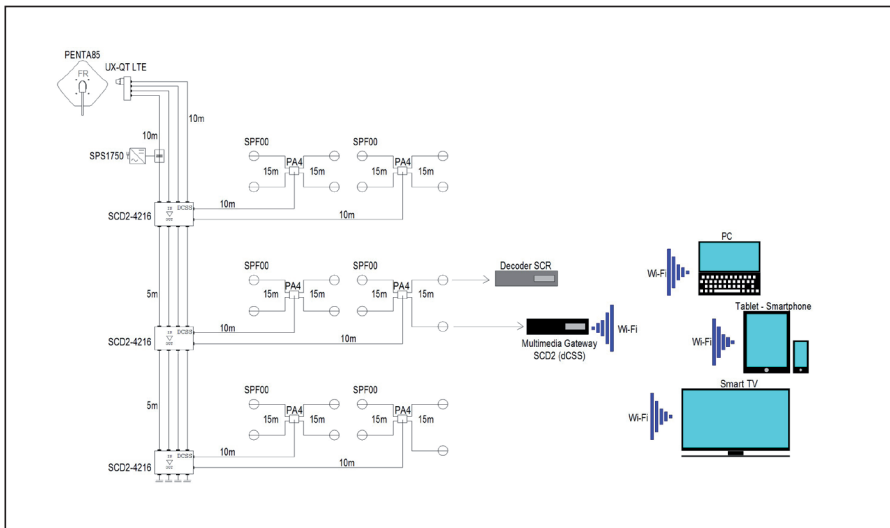 PENTA85
UX-QT LTE
FR
10m
10m
SPS1750
SPF00
SPF00
PA4
PA4
15m
15m
15m
15m
DCSS
10m
10m
SCD2-4216
5m
SPF00
SPF00
PA4
PA4
15m
15m
15m
15m
DCSS
10m
10m
SCD2-4216
Decoder SCR
Multimedia Gateway
SCD2 (dCSS)
Wi-Fi
PC
Wi-Fi
Tablet - Smartphone
Wi-Fi
Smart TV
Wi-Fi
5m
SPF00
SPF00
PA4
PA4
15m
15m
15m
15m
DCSS
10m
10m
SCD2-4216